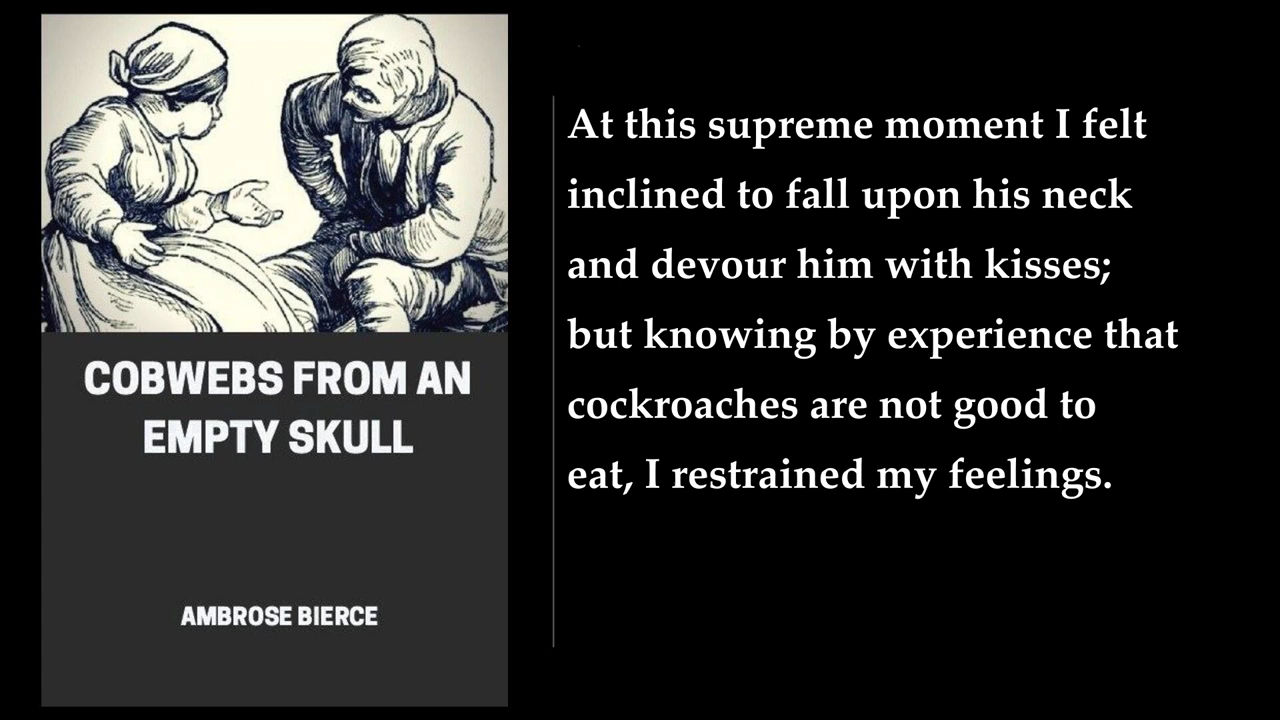 COBWEBS FROM AN
EMPTY SKULL
AMBROSE BIERCE
At this supreme moment I felt
inclined to fall upon his neck
and devour him with kisses;
but knowing by experience that
cockroaches are not good to
eat, I restrained my feelings.